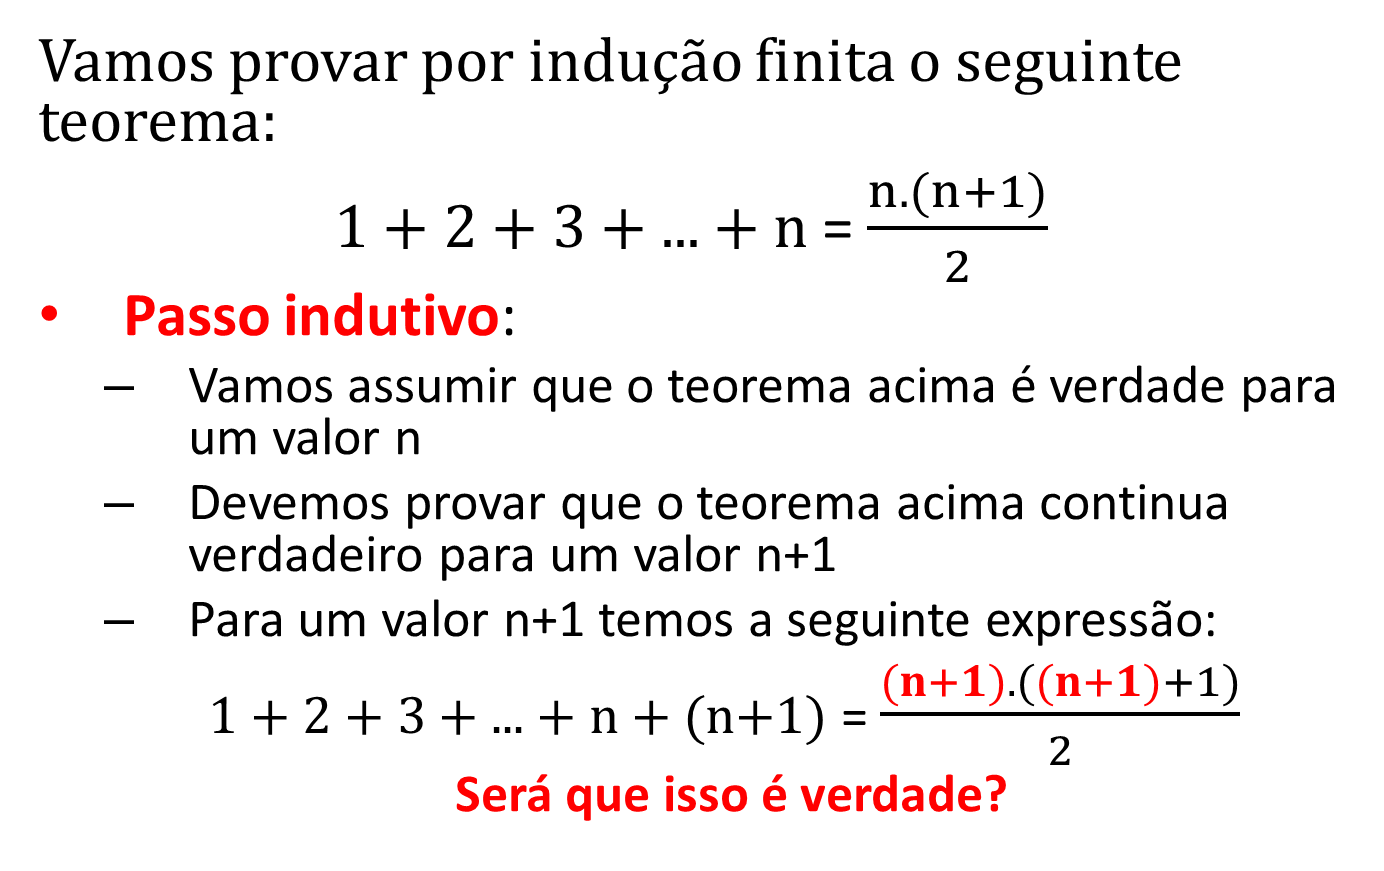 Vamos provar por indução finita o seguinte
teorema:
1 + 2 + 3 + ... + n = n.(n+1)/2
• Passo indutivo:
– Vamos assumir que o teorema acima é verdade para
um valor n
– Devemos provar que o teorema acima continua
verdadeiro para um valor n+1
– Para um valor n+1 temos a seguinte expressão:
1 + 2 + 3 + ... + n + (n+1) = (n+1).((n+1)+1)/2
Será que isso é verdade?